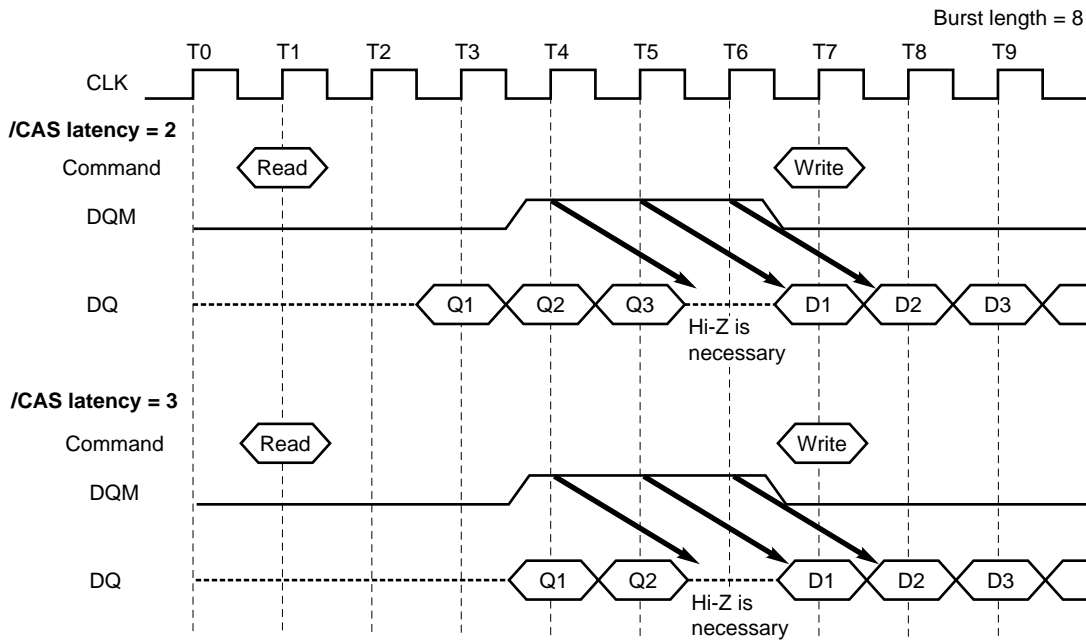 Burst length = 8
T0 T1 T2 T3 T4 T5 T6 T7 T8 T9
CLK
/CAS latency = 2
Command Read Write
DQM
DQ Q1 Q2 Q3 D1 D2 D3
Hi-Z is
necessary
/CAS latency = 3
Command Read Write
DQM
DQ Q1 Q2 D1 D2 D3
Hi-Z is
necessary